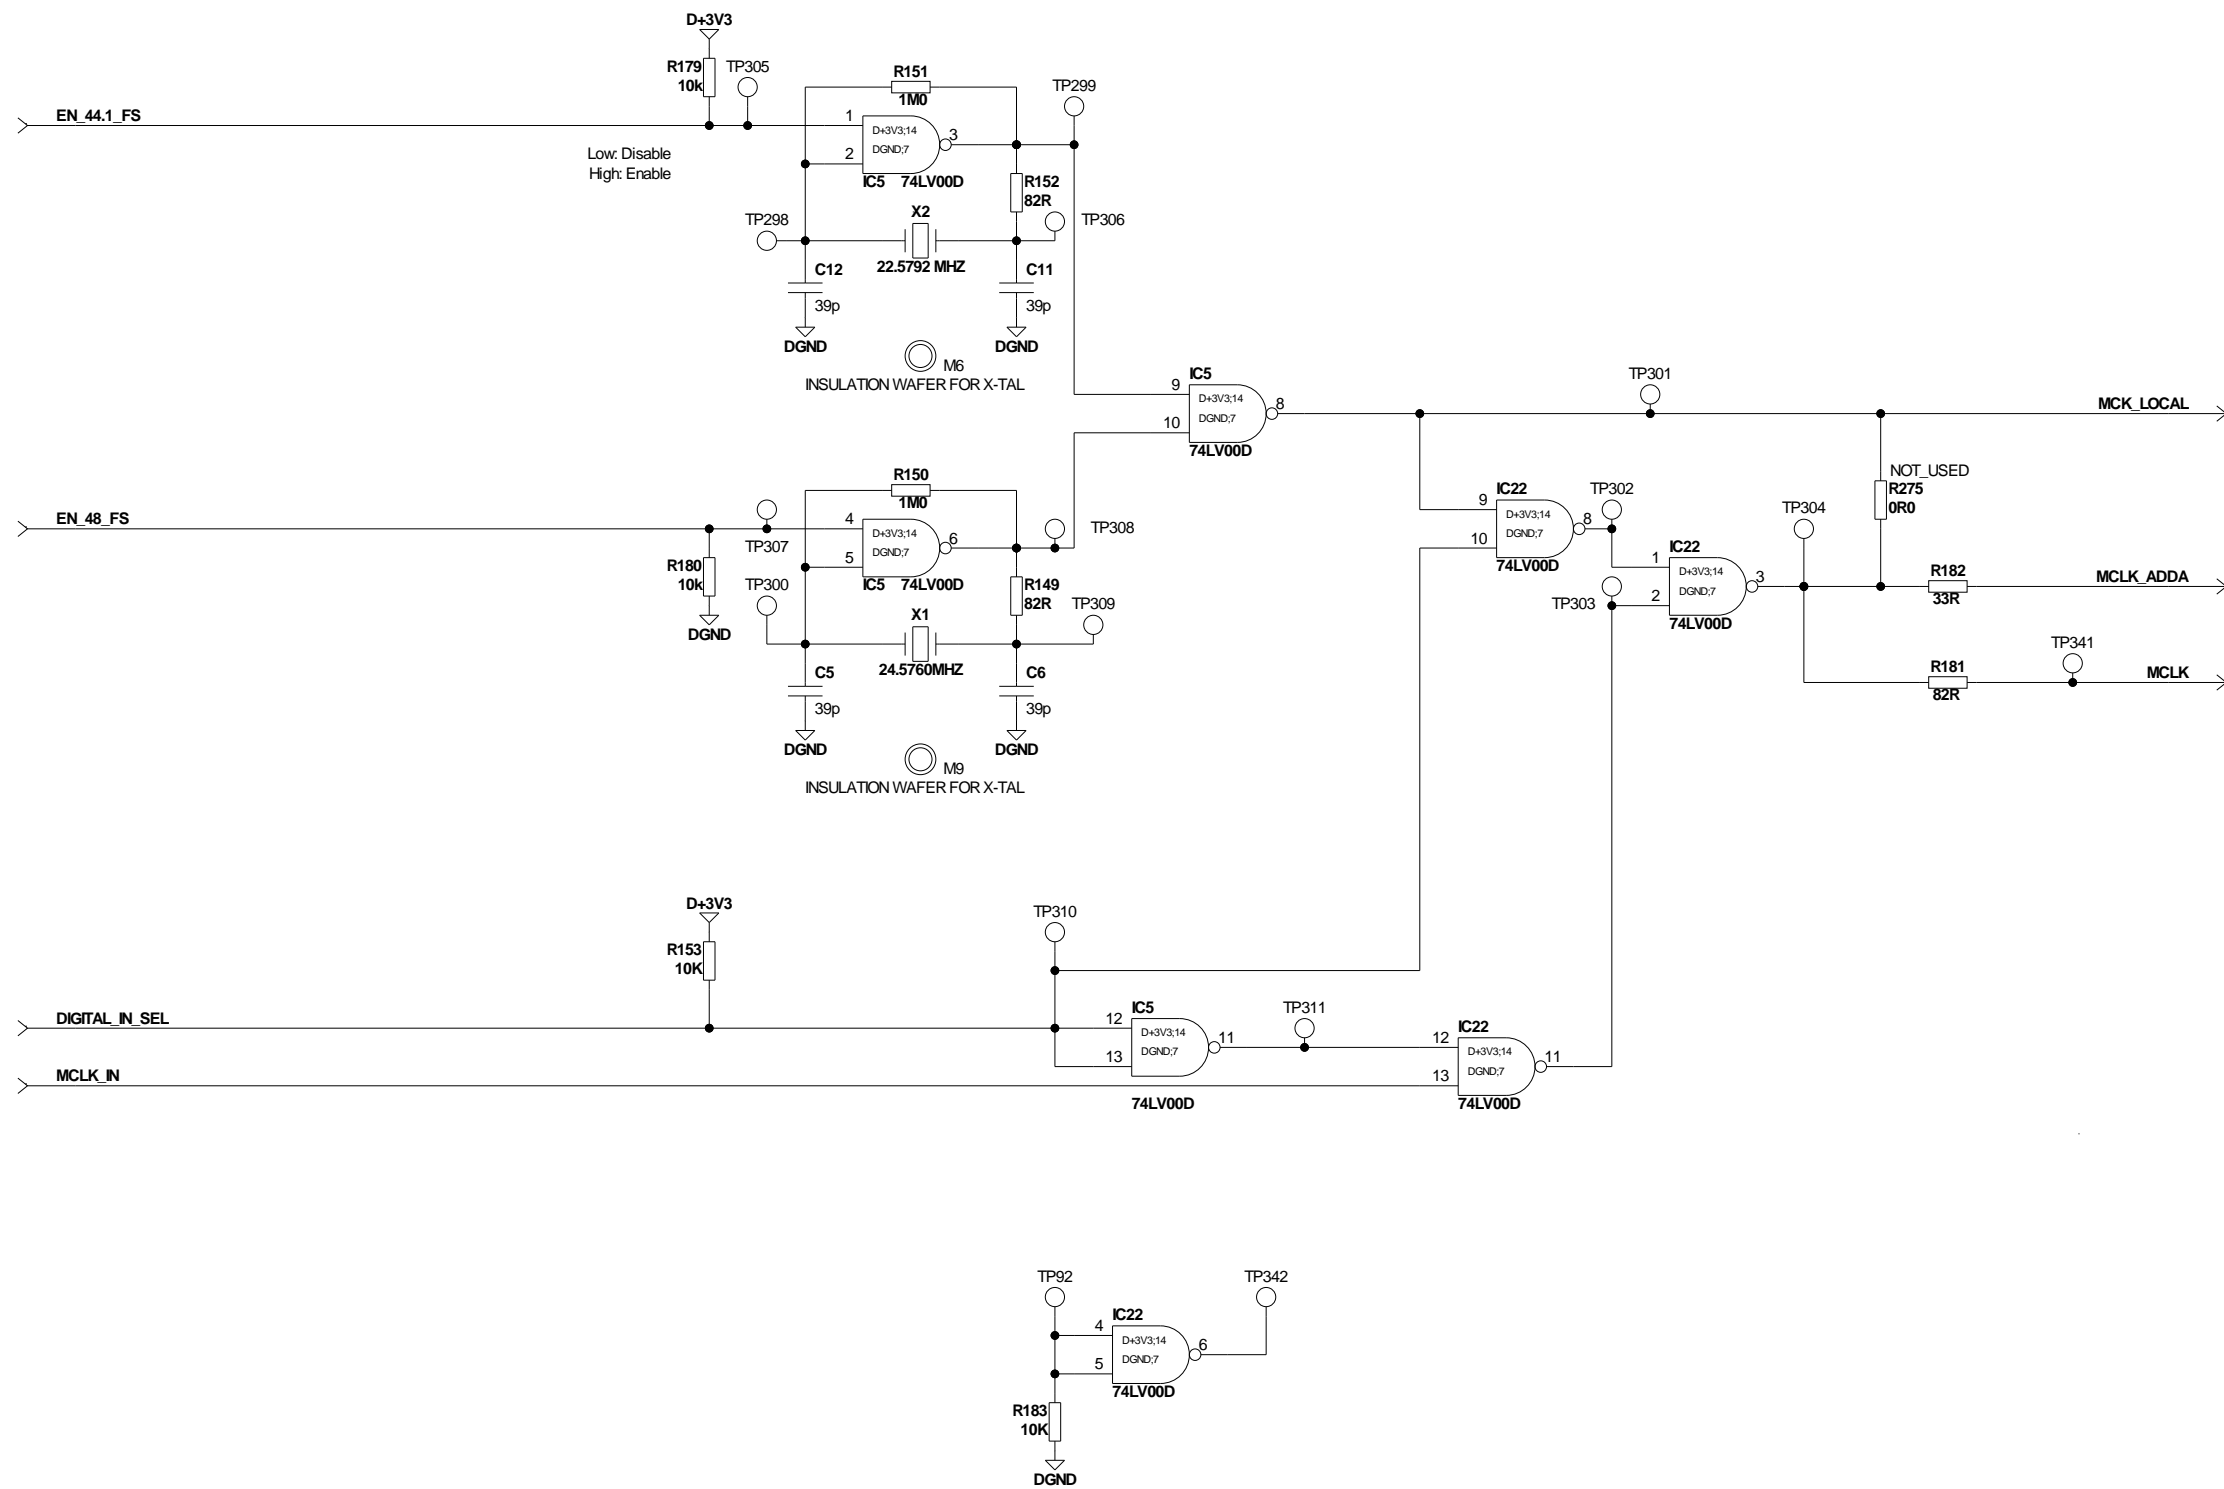 D+3V3
R179
10k
TP305
EN_44.1_FS
Low: Disable
High: Enable
R151
1M0
1
2
D+3V3;14
DGND;7
3
IC5 74LV00D
TP299
R152
82R
TP298
X2
22.5792 MHZ
TP306
C12
39p
C11
39p
DGND
DGND
M6
INSULATION WAFER FOR X-TAL
IC5
9
10
D+3V3;14
DGND;7
8
74LV00D
TP301
MCK_LOCAL
EN_48_FS
TP307
R180
10k
DGND
R150
1M0
4
5
D+3V3;14
DGND;7
6
IC5 74LV00D
TP308
R149
82R
TP300
X1
24.5760MHZ
TP309
C5
39p
C6
39p
DGND
DGND
M9
INSULATION WAFER FOR X-TAL
IC22
9
10
D+3V3;14
DGND;7
8
74LV00D
TP302
TP303
IC22
1
2
D+3V3;14
DGND;7
3
74LV00D
TP304
NOT_USED
R275
0R0
R182
33R
MCLK_ADDA
R181
82R
TP341
MCLK
D+3V3
R153
10K
TP310
DIGITAL_IN_SEL
MCLK_IN
IC5
12
13
D+3V3;14
DGND;7
11
74LV00D
TP311
IC22
12
13
D+3V3;14
DGND;7
11
74LV00D
TP92
TP342
IC22
4
5
D+3V3;14
DGND;7
6
74LV00D
R183
10K
DGND